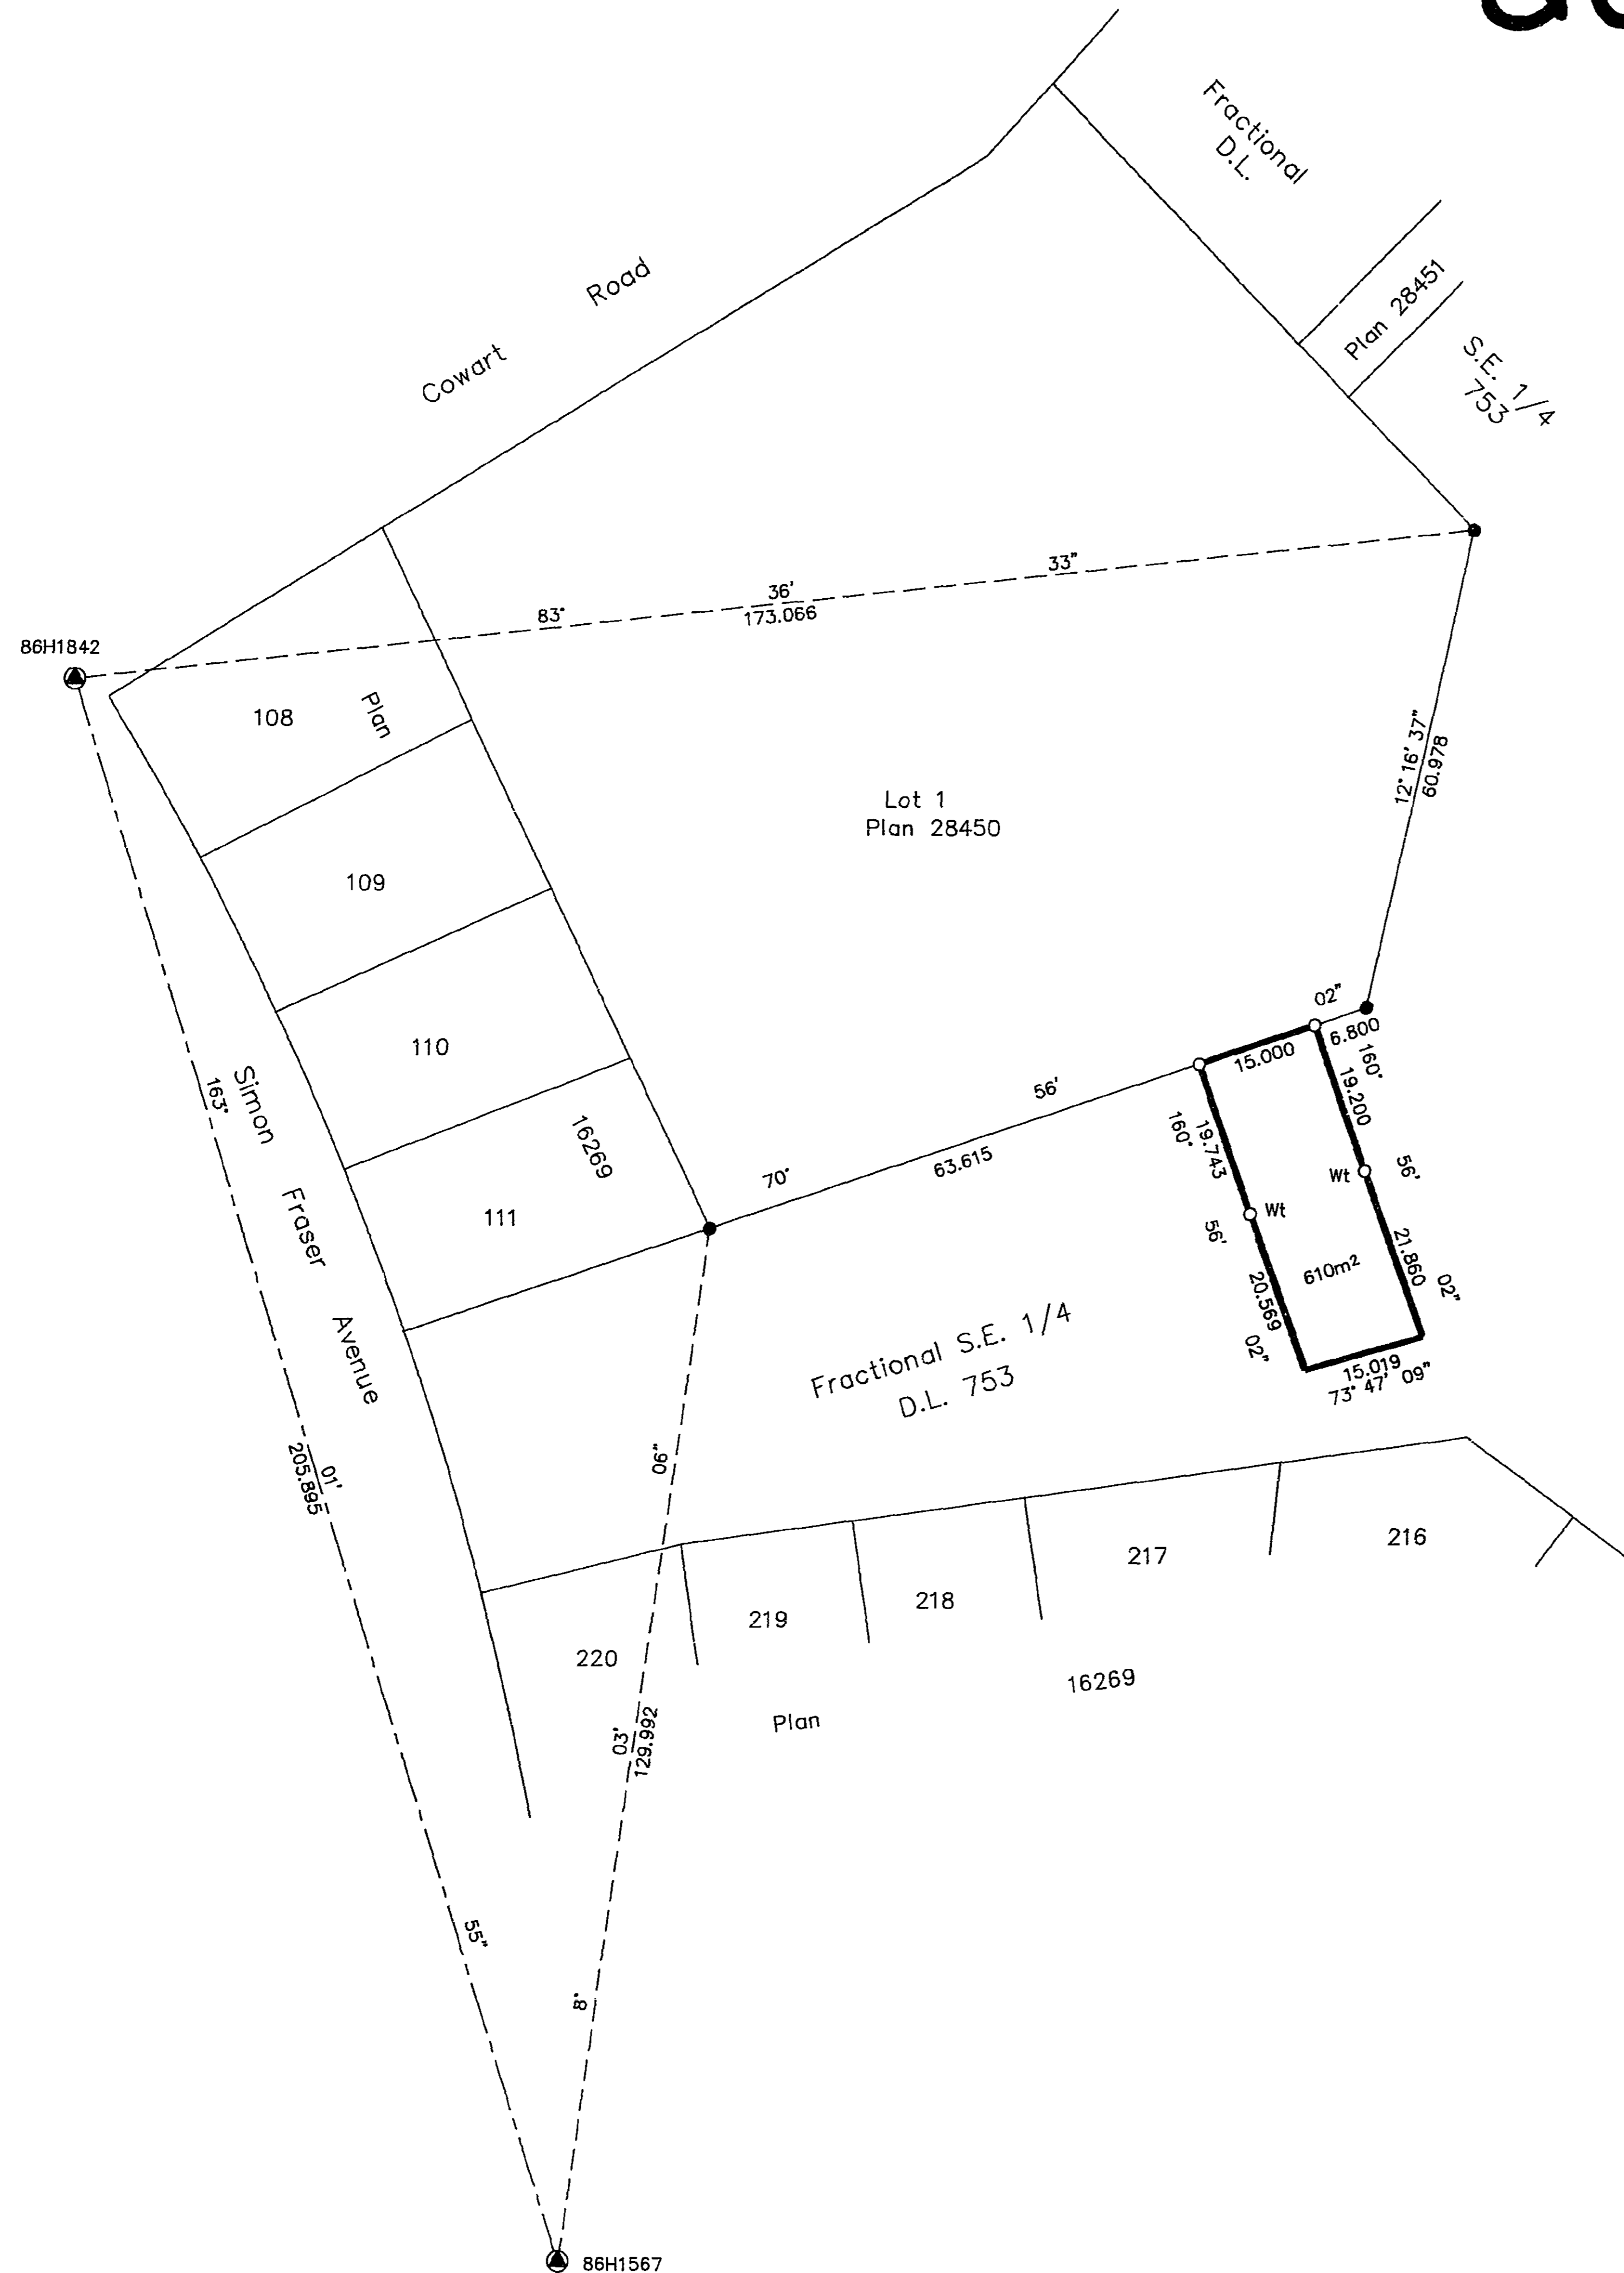 Fractional
D.L.
Plan 28451
S.E. 1/4
753
Cowart Road
83° 36' 33"
173.066
86H1842
108
Plan
109
110
16269
111
Lot 1
Plan 28450
12° 16' 37"
60.978
02"
6.800
15.000
160°
19.200
56'
Wt
21.860
02"
160°
19.743
Wt
56'
20.569
02"
610m²
15.019
73° 47' 09"
70° 56'
63.615
Simon Fraser Avenue
163° 01' 55"
205.895
Fractional S.E. 1/4
D.L. 753
06"
03'
129.992
8°
220
219
218
217
216
Plan 16269
86H1567